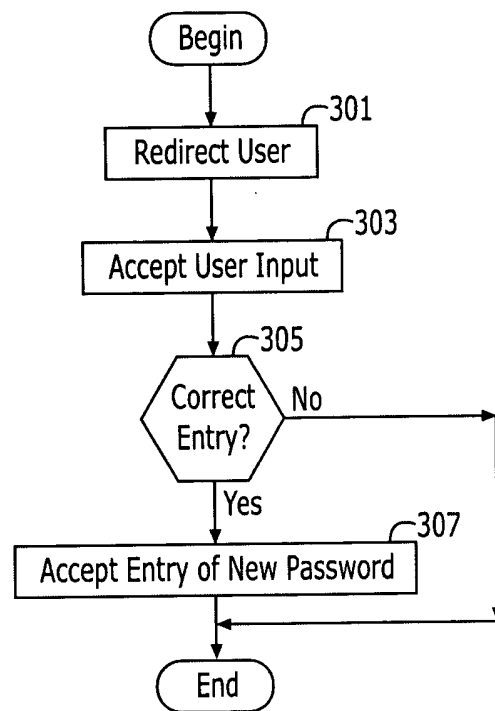 Begin
301
Redirect User
303
Accept User Input
305
Correct
Entry?
No
Yes
307
Accept Entry of New Password
End